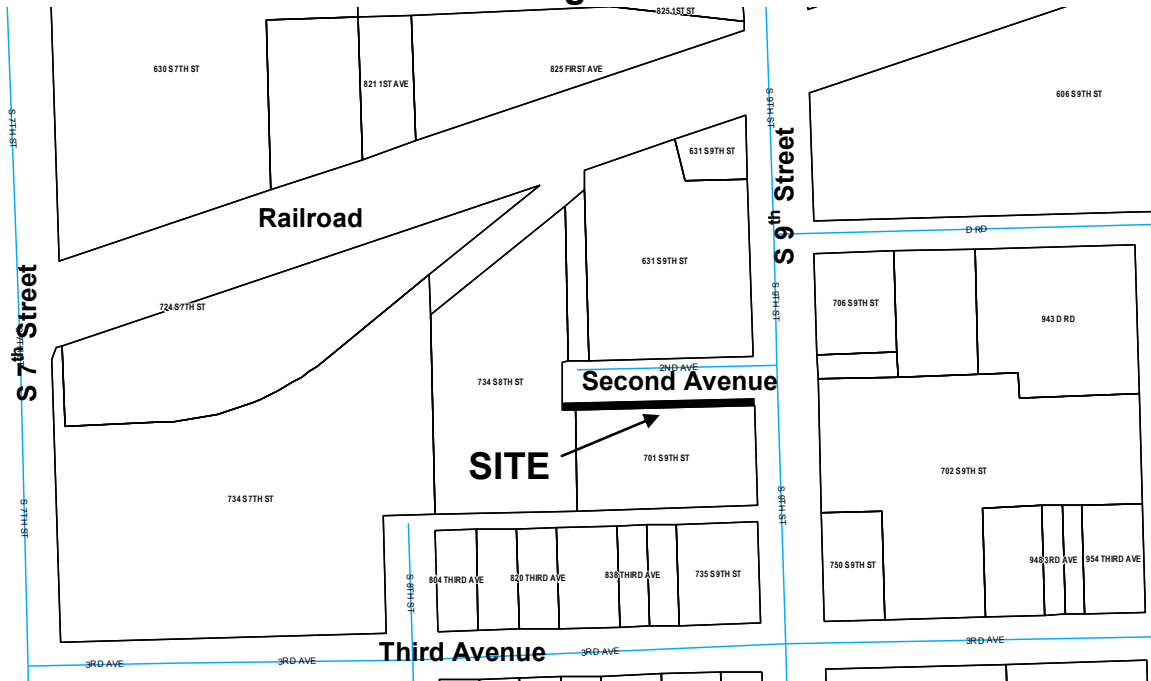 825 1ST ST
630 S 7TH ST
821 1ST AVE
825 FIRST AVE
606 S 9TH ST
S 7TH ST
S 9TH ST
631 S 9TH ST
S 9th Street
Railroad
D RD
631 S 9TH ST
724 S 7TH ST
706 S 9TH ST
943 D RD
S 9TH ST
S 7th Street
2ND AVE
734 S 8TH ST
Second Avenue
SITE
701 S 9TH ST
702 S 9TH ST
734 S 7TH ST
S 7TH ST
S 9TH ST
804 THIRD AVE
820 THIRD AVE
838 THIRD AVE
735 S 9TH ST
750 S 9TH ST
948 3RD AVE
954 THIRD AVE
S 8TH ST
3RD AVE
3RD AVE
Third Avenue
3RD AVE
3RD AVE